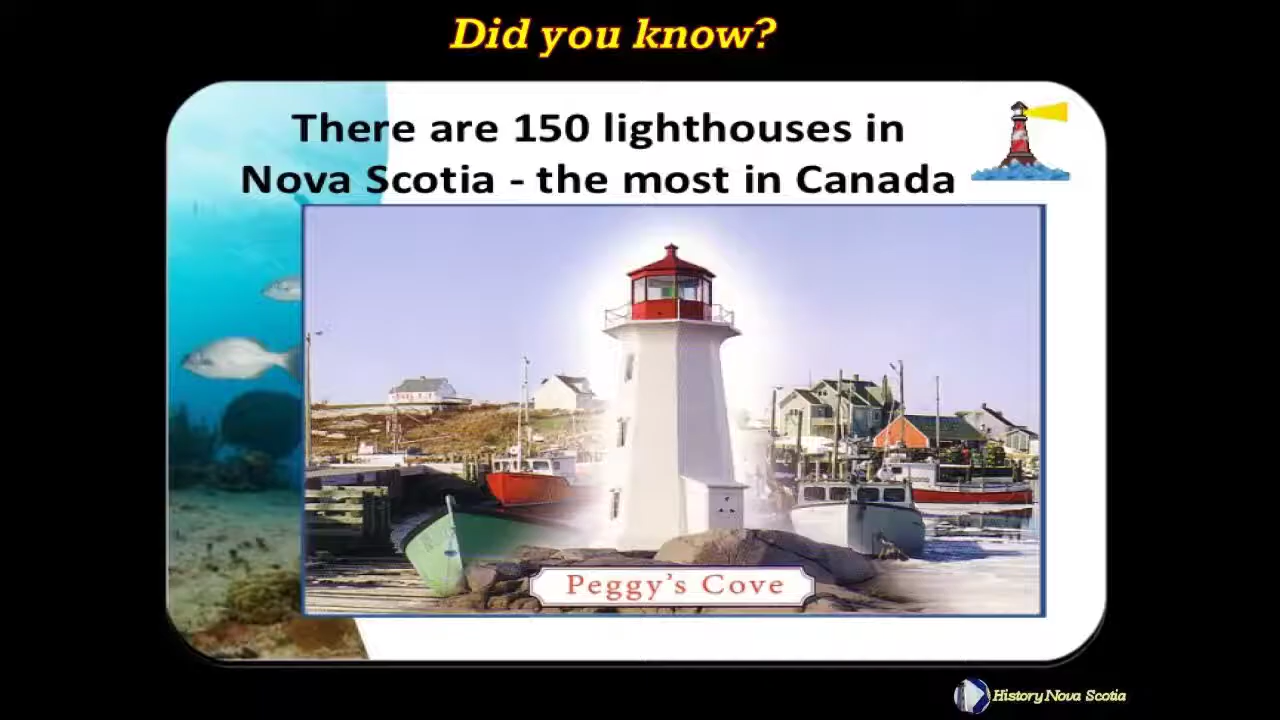 Did you know?
There are 150 lighthouses in
Nova Scotia - the most in Canada
Peggy's Cove
History Nova Scotia